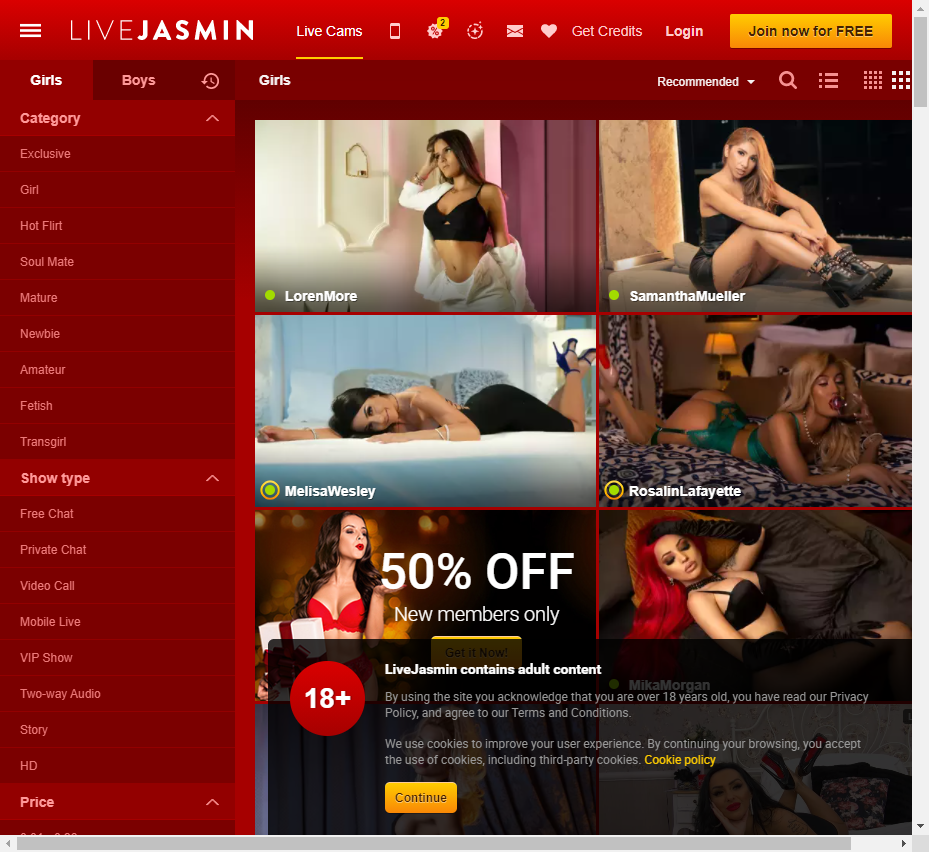 LIVEJASMIN
Live Cams
2
Get Credits
Login
Join now for FREE
Girls
Boys
Girls
Recommended
Category
Exclusive
Girl
Hot Flirt
Soul Mate
Mature
Newbie
Amateur
Fetish
Transgirl
Show type
Free Chat
Private Chat
Video Call
Mobile Live
VIP Show
Two-way Audio
Story
HD
Price
LorenMore
SamanthaMueller
MelisaWesley
RosalinLafayette
50% OFF
New members only
Get it Now!
MikaMorgan
18+
LiveJasmin contains adult content
By using the site you acknowledge that you are over 18 years old, you have read our Privacy
Policy, and agree to our Terms and Conditions.
We use cookies to improve your user experience. By continuing your browsing, you accept
the use of cookies, including third-party cookies. Cookie policy
Continue